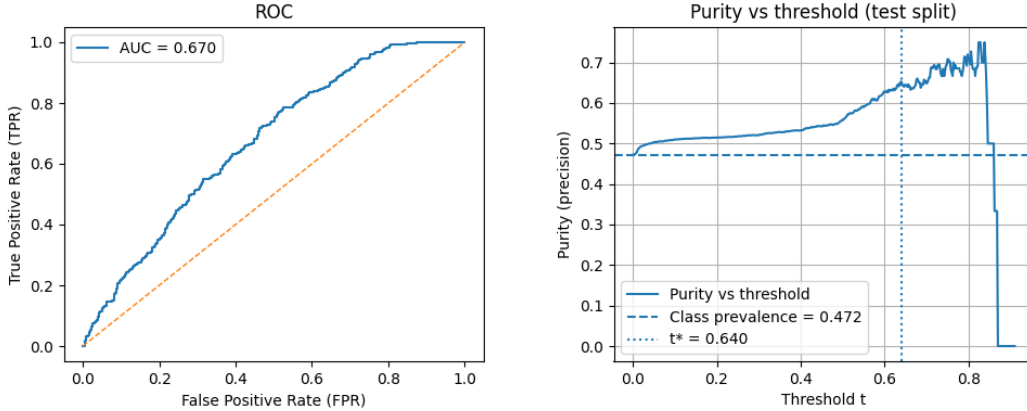 ROC
AUC = 0.670
True Positive Rate (TPR)
1.0
0.8
0.6
0.4
0.2
0.0
0.0
0.2
0.4
0.6
0.8
1.0
False Positive Rate (FPR)
Purity vs threshold (test split)
Purity (precision)
0.7
0.6
0.5
0.4
0.3
0.2
0.1
0.0
Purity vs threshold
Class prevalence = 0.472
t* = 0.640
0.0
0.2
0.4
0.6
0.8
Threshold t